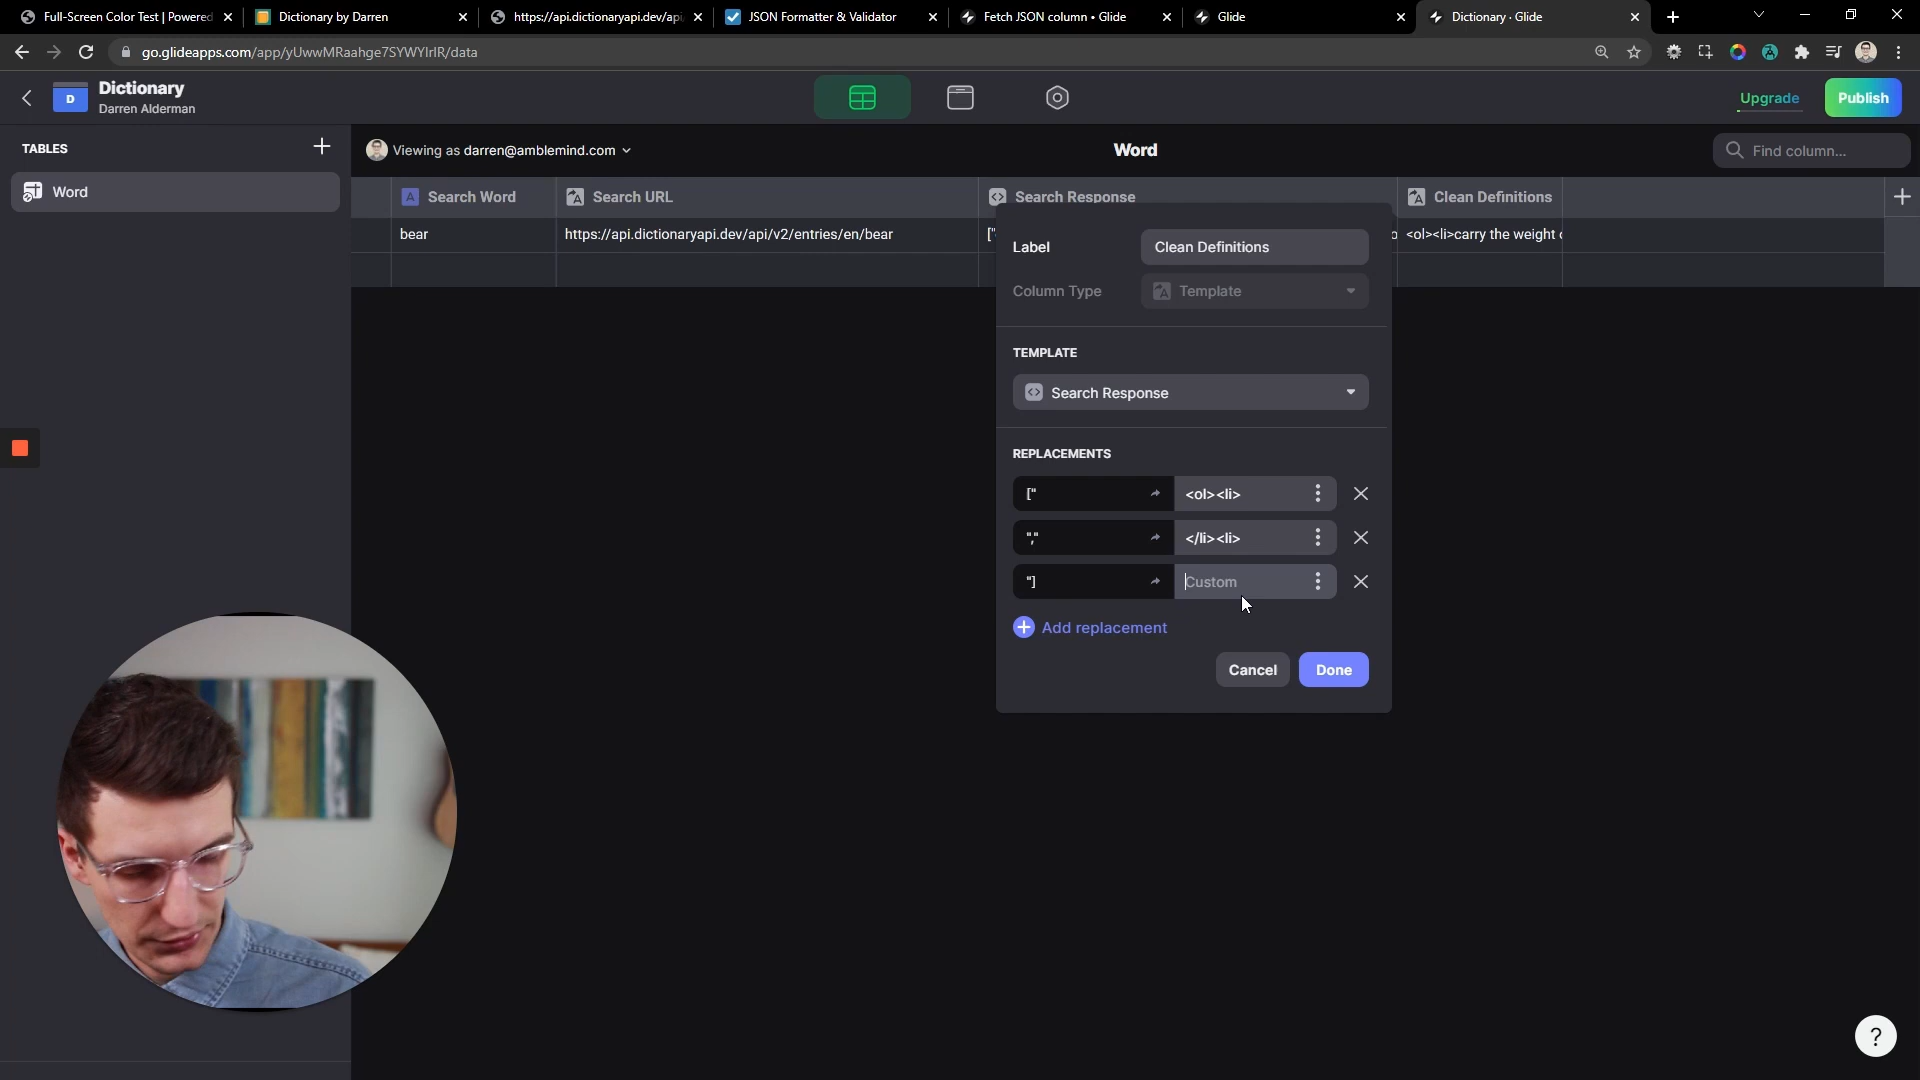 Full-Screen Color Test | Powered
Dictionary by Darren
https://api.dictionaryapi.dev/api
JSON Formatter & Validator
Fetch JSON column • Glide
Glide
Dictionary · Glide
go.glideapps.com/app/yUwwMRaahge7SYWYIrIR/data
D
Dictionary
Darren Alderman
Upgrade
Publish
TABLES
Viewing as darren@amblemind.com
Word
Find column...
Word
Search Word
Search URL
Search Response
Clean Definitions
bear
https://api.dictionaryapi.dev/api/v2/entries/en/bear
["
<ol><li>carry the weight
Label
Clean Definitions
Column Type
Template
TEMPLATE
Search Response
REPLACEMENTS
["
<ol><li>
","
</li><li>
"]
Custom
Add replacement
Cancel
Done
?